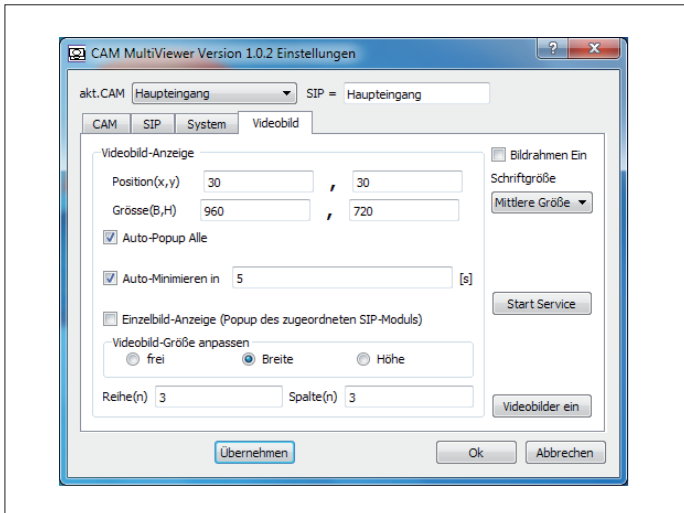 CAM MultiViewer Version 1.0.2 Einstellungen
akt.CAM Haupteingang SIP = Haupteingang
CAM SIP System Videobild
Videobild-Anzeige
Bildrahmen Ein
Position(x,y) 30 , 30
Schriftgröße
Grösse(B,H) 960 , 720
Mittlere Größe
Auto-Popup Alle
Auto-Minimieren in 5 [s]
Start Service
Einzelbild-Anzeige (Popup des zugeordneten SIP-Moduls)
Videobild-Größe anpassen
frei Breite Höhe
Reihe(n) 3 Spalte(n) 3
Videobilder ein
Übernehmen Ok Abbrechen